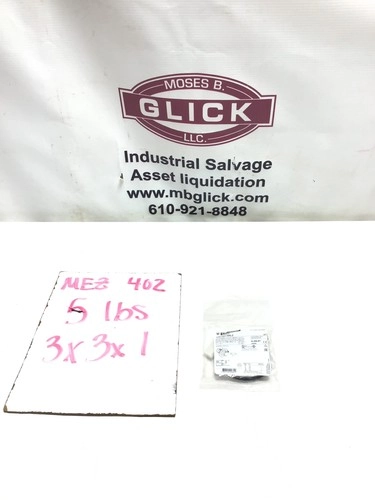 MOSES B.
GLICK
LLC.
Industrial Salvage
Asset liquidation
www.mbglick.com
610-921-8848
MEZ 402
5 lbs
3x3x1